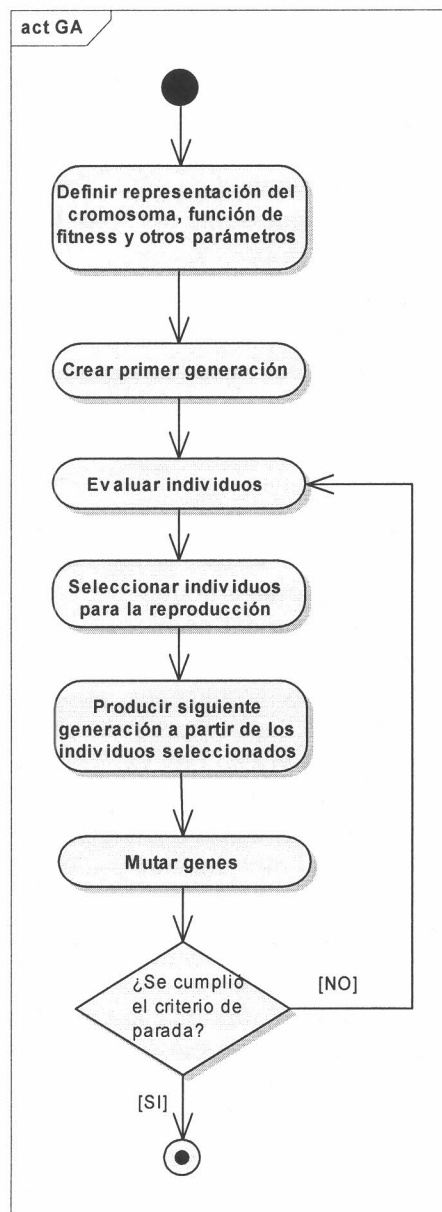 act GA
Definir representación del
cromosoma, función de
fitness y otros parámetros
Crear primer generación
Evaluar individuos
Seleccionar individuos
para la reproducción
Producir siguiente
generación a partir de los
individuos seleccionados
Mutar genes
¿Se cumplió
el criterio de
parada?
[NO]
[SI]